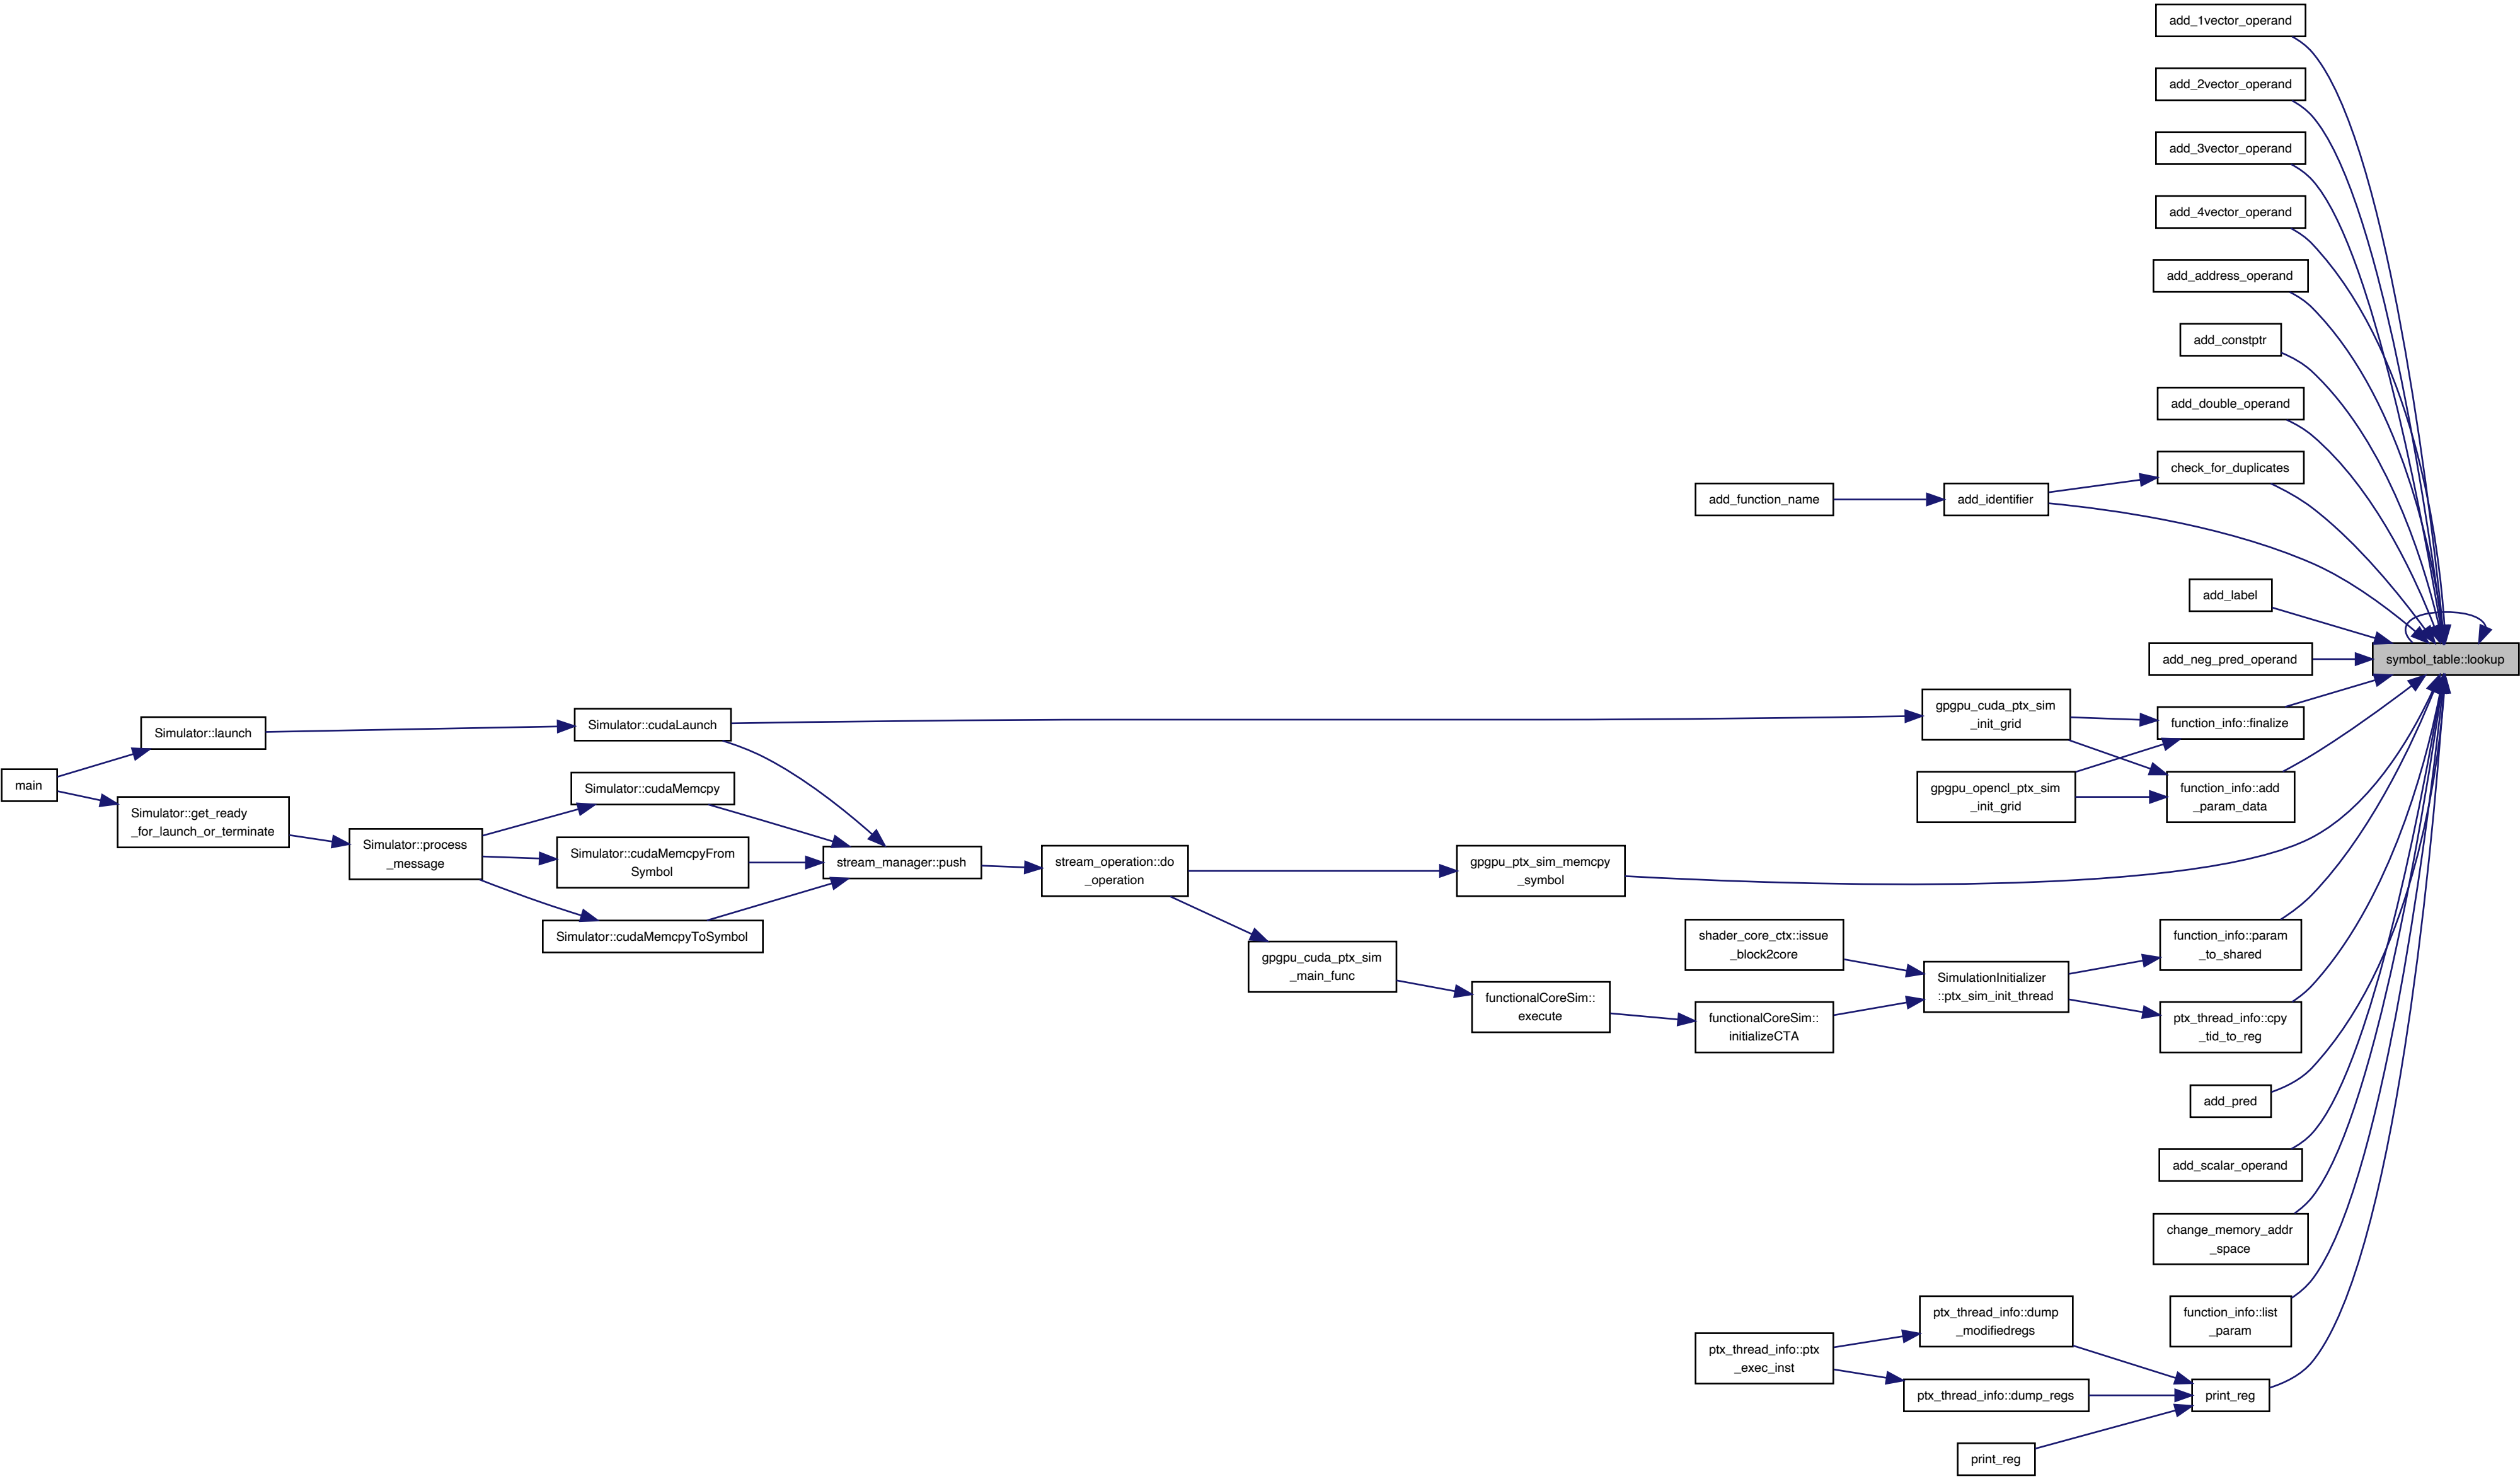 add_1vector_operand
add_2vector_operand
add_3vector_operand
add_4vector_operand
add_address_operand
add_constptr
add_double_operand
check_for_duplicates
add_function_name
add_identifier
add_label
symbol_table::lookup
add_neg_pred_operand
Simulator::launch
Simulator::cudaLaunch
gpgpu_cuda_ptx_sim
_init_grid
function_info::finalize
main
Simulator::cudaMemcpy
gpgpu_opencl_ptx_sim
_init_grid
function_info::add
_param_data
Simulator::get_ready
_for_launch_or_terminate
Simulator::process
_message
Simulator::cudaMemcpyFrom
Symbol
stream_manager::push
stream_operation::do
_operation
gpgpu_ptx_sim_memcpy
_symbol
Simulator::cudaMemcpyToSymbol
shader_core_ctx::issue
_block2core
function_info::param
_to_shared
gpgpu_cuda_ptx_sim
_main_func
SimulationInitializer
::ptx_sim_init_thread
functionalCoreSim::
execute
functionalCoreSim::
initializeCTA
ptx_thread_info::cpy
_tid_to_reg
add_pred
add_scalar_operand
change_memory_addr
_space
function_info::list
_param
ptx_thread_info::dump
_modifiedregs
ptx_thread_info::ptx
_exec_inst
ptx_thread_info::dump_regs
print_reg
print_reg